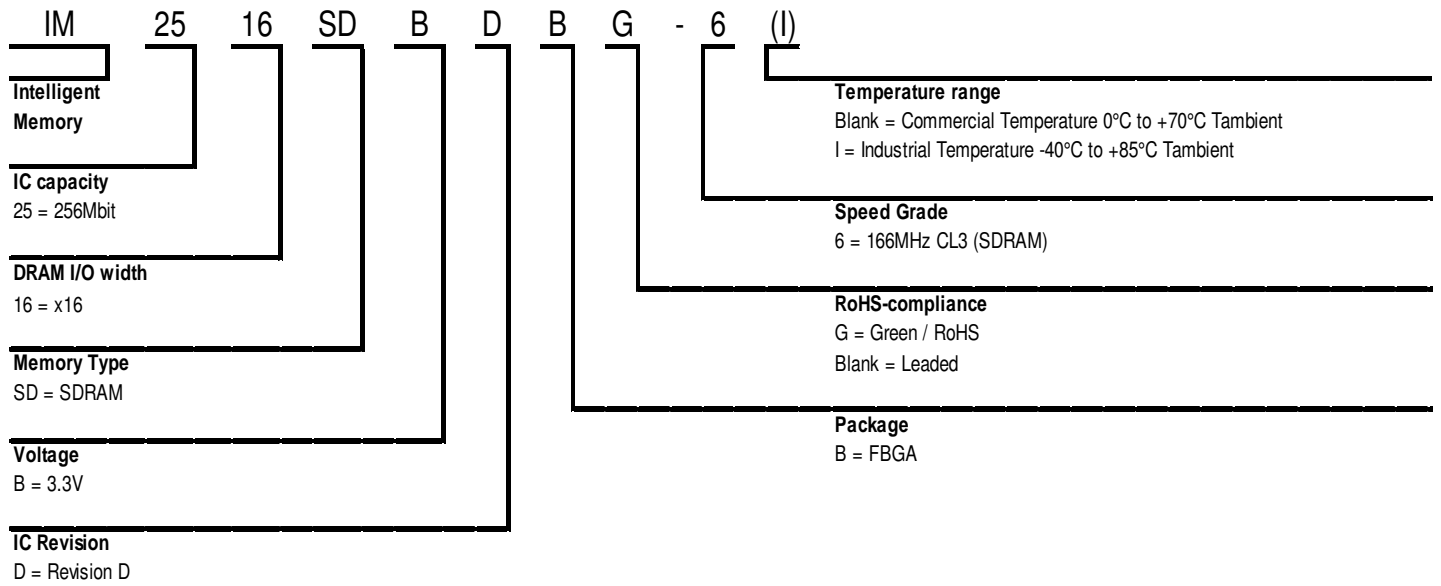 IM 25 16 SD B D B G - 6 (I)
Intelligent
Memory
IC capacity
25 = 256Mbit
DRAM I/O width
16 = x16
Memory Type
SD = SDRAM
Voltage
B = 3.3V
IC Revision
D = Revision D
Temperature range
Blank = Commercial Temperature 0°C to +70°C Tambient
I = Industrial Temperature -40°C to +85°C Tambient
Speed Grade
6 = 166MHz CL3 (SDRAM)
RoHS-compliance
G = Green / RoHS
Blank = Leaded
Package
B = FBGA